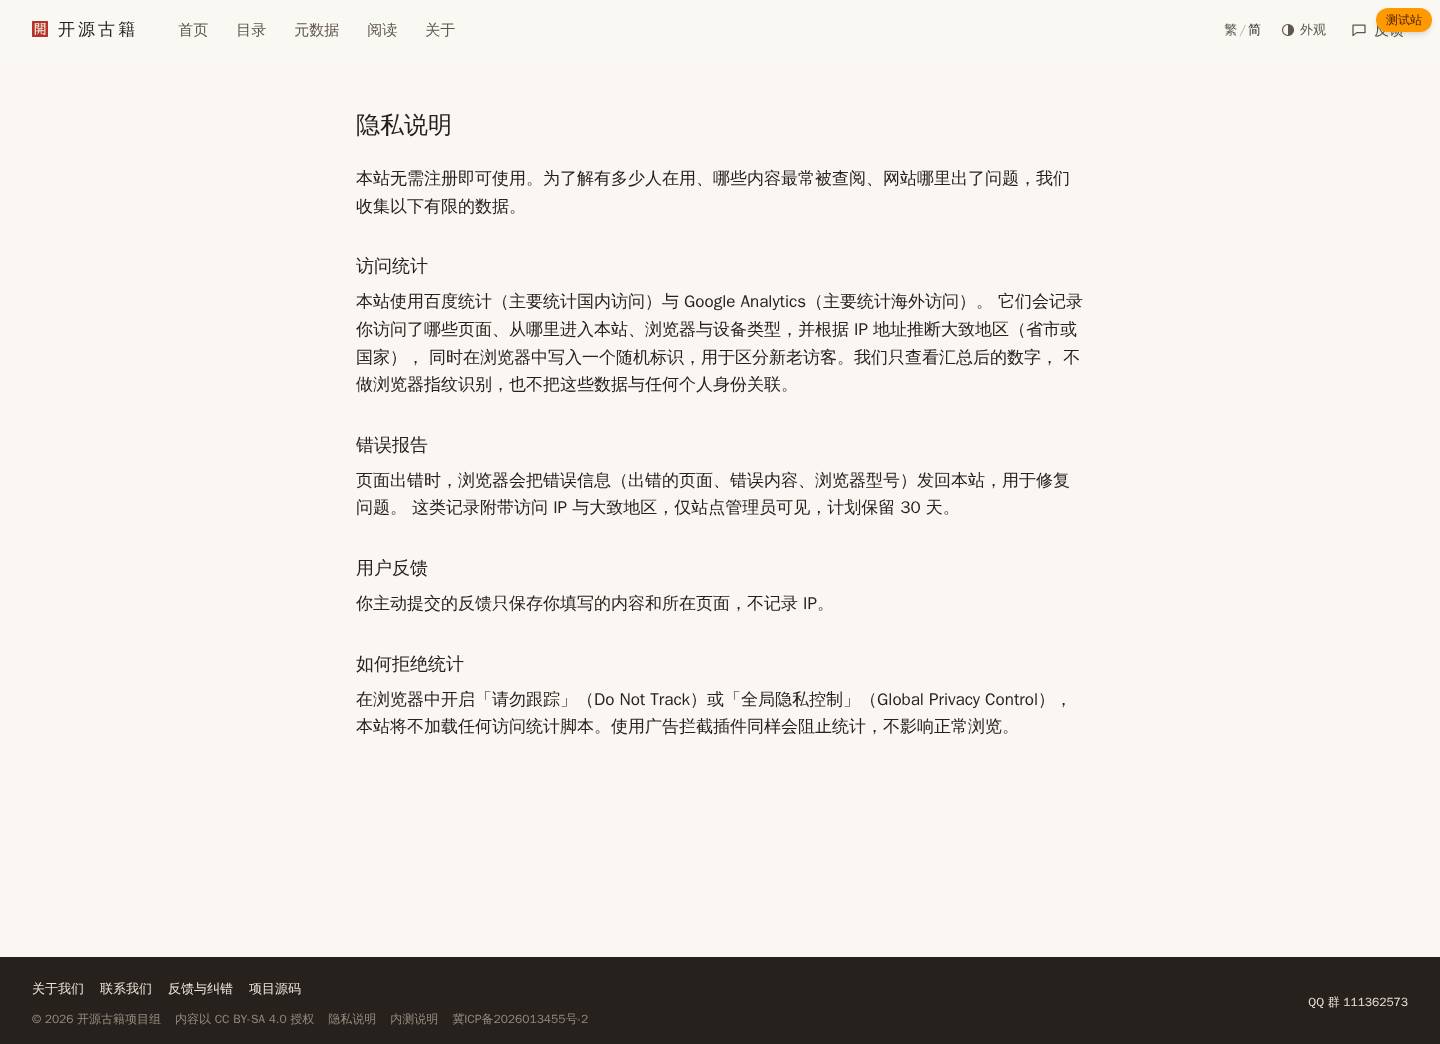 開 开源古籍 首页 目录 元数据 阅读 关于 繁 / 简 外观 测试站
隐私说明
本站无需注册即可使用。为了解有多少人在用、哪些内容最常被查阅、网站哪里出了问题，我们
收集以下有限的数据。
访问统计
本站使用百度统计（主要统计国内访问）与 Google Analytics（主要统计海外访问）。 它们会记录
你访问了哪些页面、从哪里进入本站、浏览器与设备类型，并根据 IP 地址推断大致地区（省市或
国家）， 同时在浏览器中写入一个随机标识，用于区分新老访客。我们只查看汇总后的数字， 不
做浏览器指纹识别，也不把这些数据与任何个人身份关联。
错误报告
页面出错时，浏览器会把错误信息（出错的页面、错误内容、浏览器型号）发回本站，用于修复
问题。 这类记录附带访问 IP 与大致地区，仅站点管理员可见，计划保留 30 天。
用户反馈
你主动提交的反馈只保存你填写的内容和所在页面，不记录 IP。
如何拒绝统计
在浏览器中开启「请勿跟踪」（Do Not Track）或「全局隐私控制」（Global Privacy Control），
本站将不加载任何访问统计脚本。使用广告拦截插件同样会阻止统计，不影响正常浏览。
关于我们 联系我们 反馈与纠错 项目源码
QQ 群 111362573
© 2026 开源古籍项目组 内容以 CC BY-SA 4.0 授权 隐私说明 内测说明 冀ICP备2026013455号-2